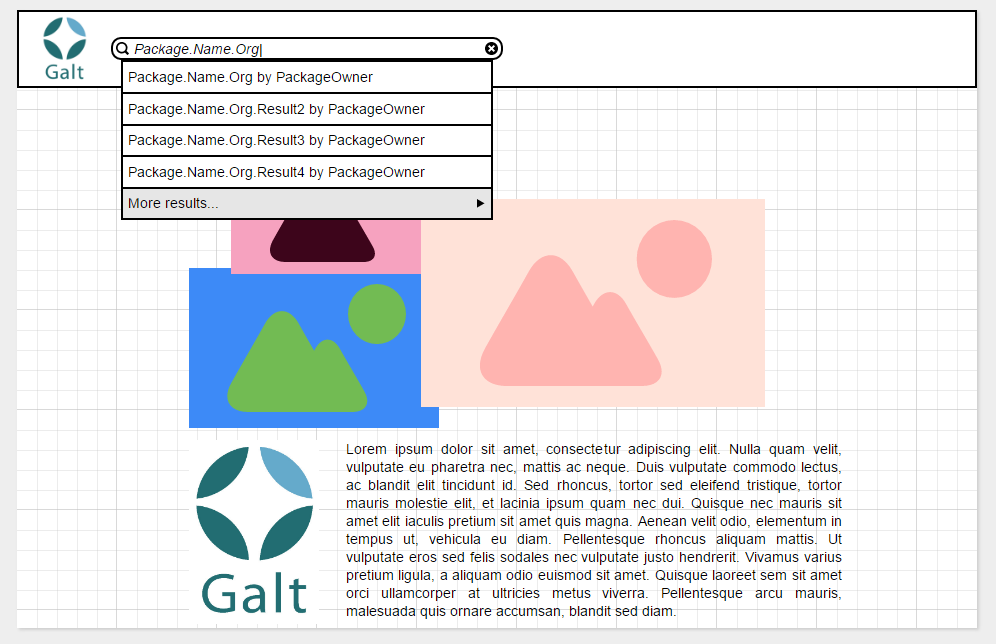 Galt
Package.Name.Org
Package.Name.Org by PackageOwner
Package.Name.Org.Result2 by PackageOwner
Package.Name.Org.Result3 by PackageOwner
Package.Name.Org.Result4 by PackageOwner
More results...
Lorem ipsum dolor sit amet, consectetur adipiscing elit. Nulla quam velit,
vulputate eu pharetra nec, mattis ac neque. Duis vulputate commodo lectus,
ac blandit elit tincidunt id. Sed rhoncus, tortor sed eleifend tristique, tortor
mauris molestie elit, et lacinia ipsum quam nec dui. Quisque nec mauris sit
amet elit iaculis pretium sit amet quis magna. Aenean velit odio, elementum in
tempus ut, vehicula eu diam. Pellentesque rhoncus aliquam mattis. Ut
vulputate eros sed felis sodales nec vulputate justo hendrerit. Vivamus varius
pretium ligula, a aliquam odio euismod sit amet. Quisque laoreet sem sit amet
orci ullamcorper at ultricies metus viverra. Pellentesque arcu mauris,
malesuada quis ornare accumsan, blandit sed diam.
Galt